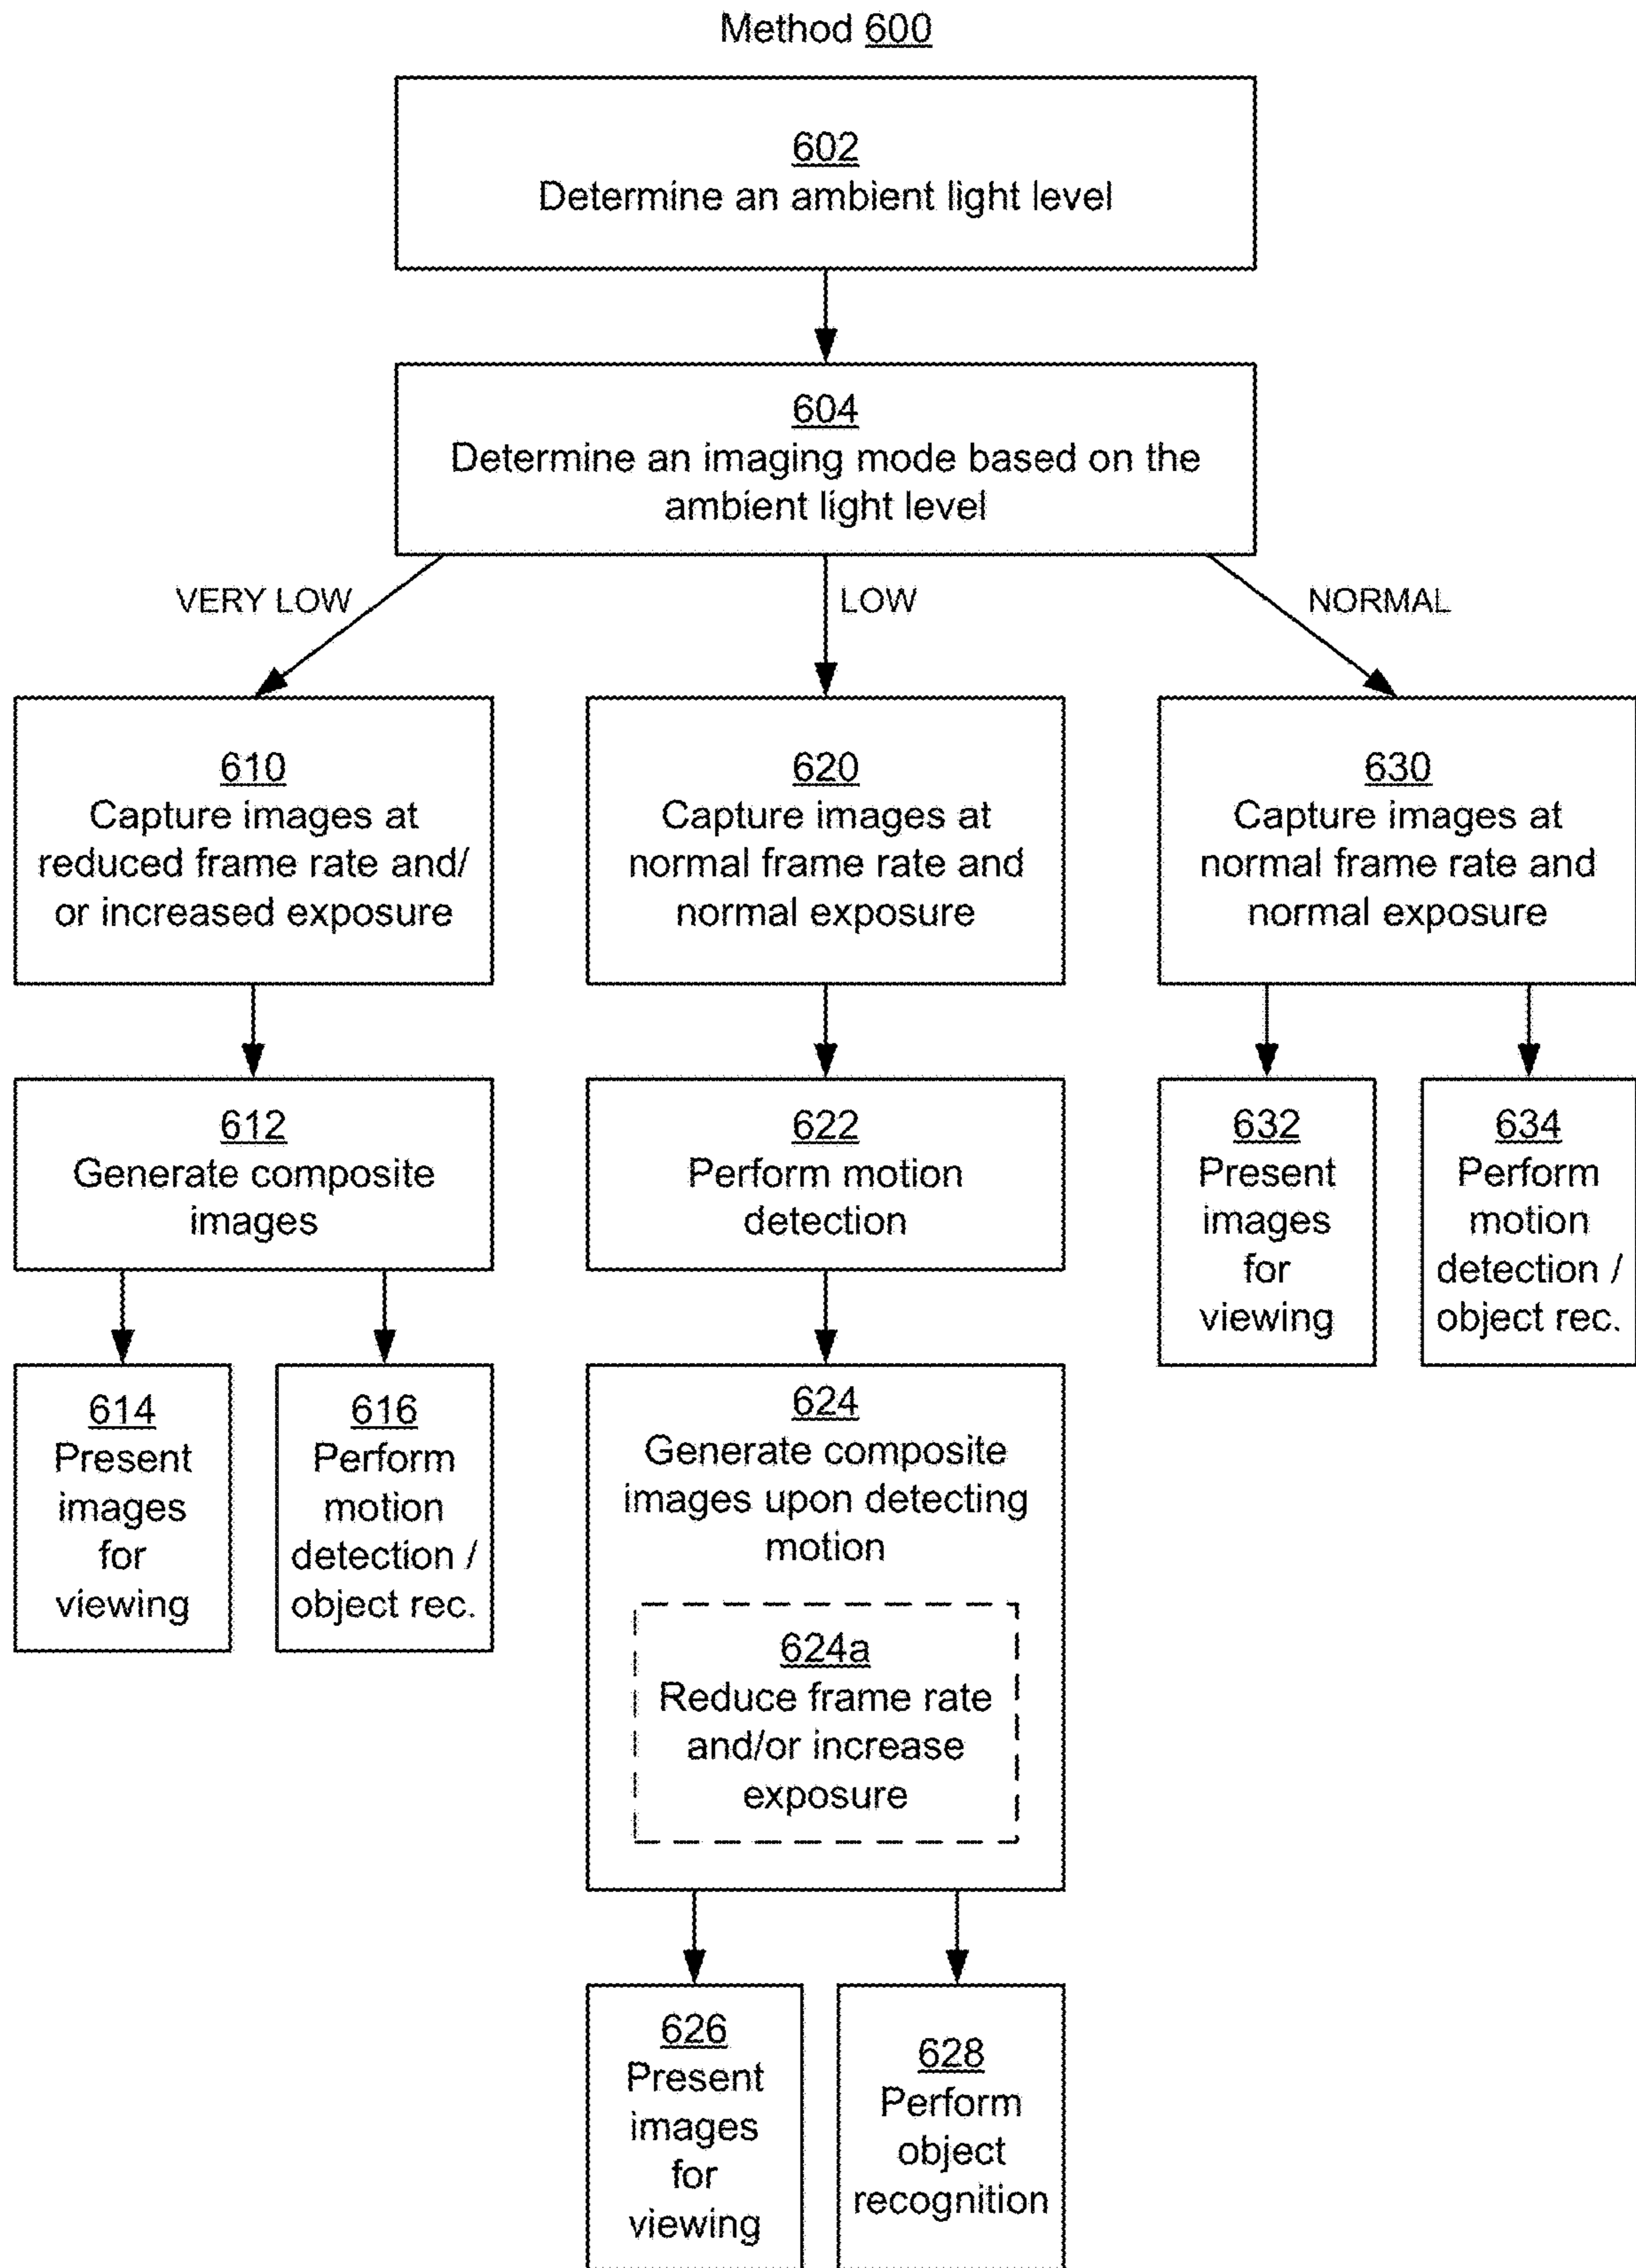 Method 600
602
Determine an ambient light level
604
Determine an imaging mode based on the
ambient light level
VERY LOW
LOW
NORMAL
610
Capture images at
reduced frame rate and/
or increased exposure
620
Capture images at
normal frame rate and
normal exposure
630
Capture images at
normal frame rate and
normal exposure
612
Generate composite
images
622
Perform motion
detection
632
Present
images
for
viewing
634
Perform
motion
detection /
object rec.
614
Present
images
for
viewing
616
Perform
motion
detection /
object rec.
624
Generate composite
images upon detecting
motion
624a
Reduce frame rate
and/or increase
exposure
626
Present
images
for
viewing
628
Perform
object
recognition